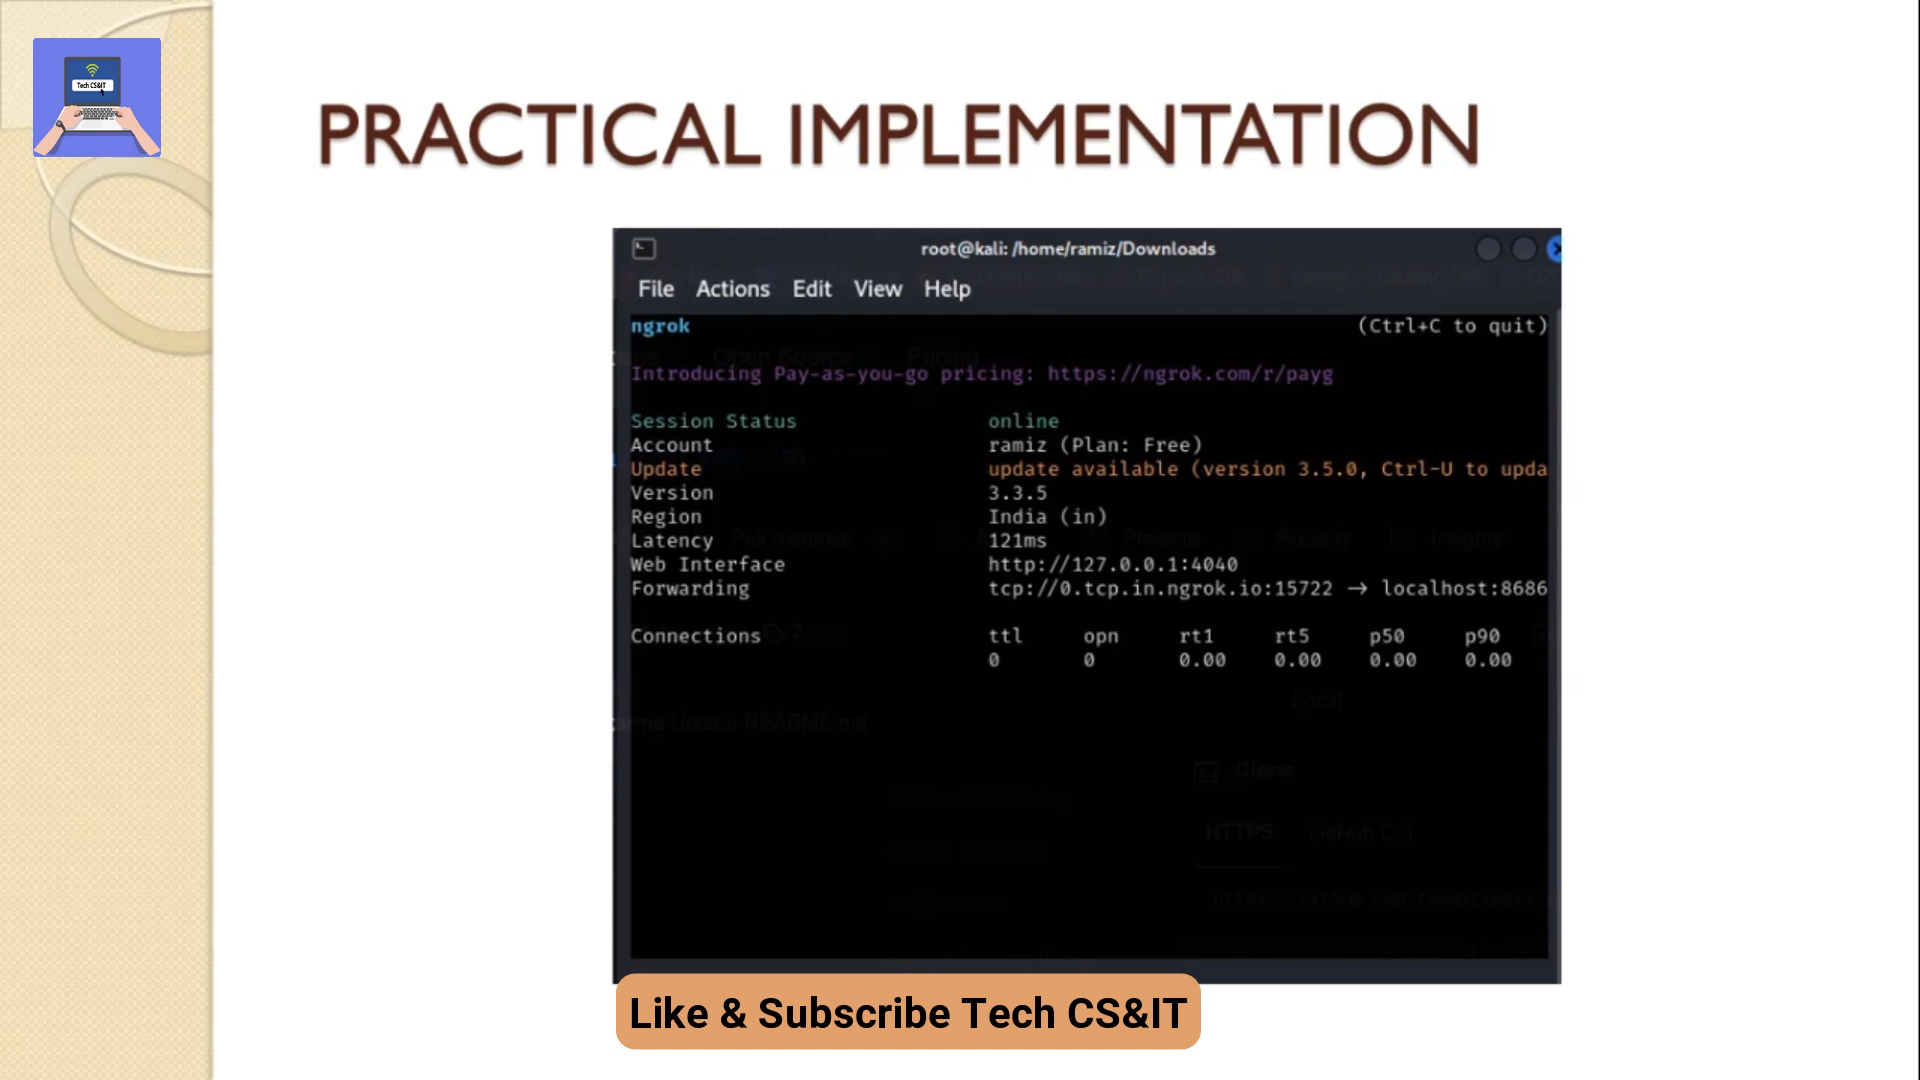 Tech CS&IT
PRACTICAL IMPLEMENTATION
root@kali: /home/ramiz/Downloads
File Actions Edit View Help
ngrok (Ctrl+C to quit)
Introducing Pay-as-you-go pricing: https://ngrok.com/r/payg
Session Status online
Account ramiz (Plan: Free)
Update update available (version 3.5.0, Ctrl-U to upda
Version 3.3.5
Region India (in)
Latency 121ms
Web Interface http://127.0.0.1:4040
Forwarding tcp://0.tcp.in.ngrok.io:15722 → localhost:8686
Connections ttl opn rt1 rt5 p50 p90
0 0 0.00 0.00 0.00 0.00
Local
Clone
HTTPS GitHub CLI
Like & Subscribe Tech CS&IT